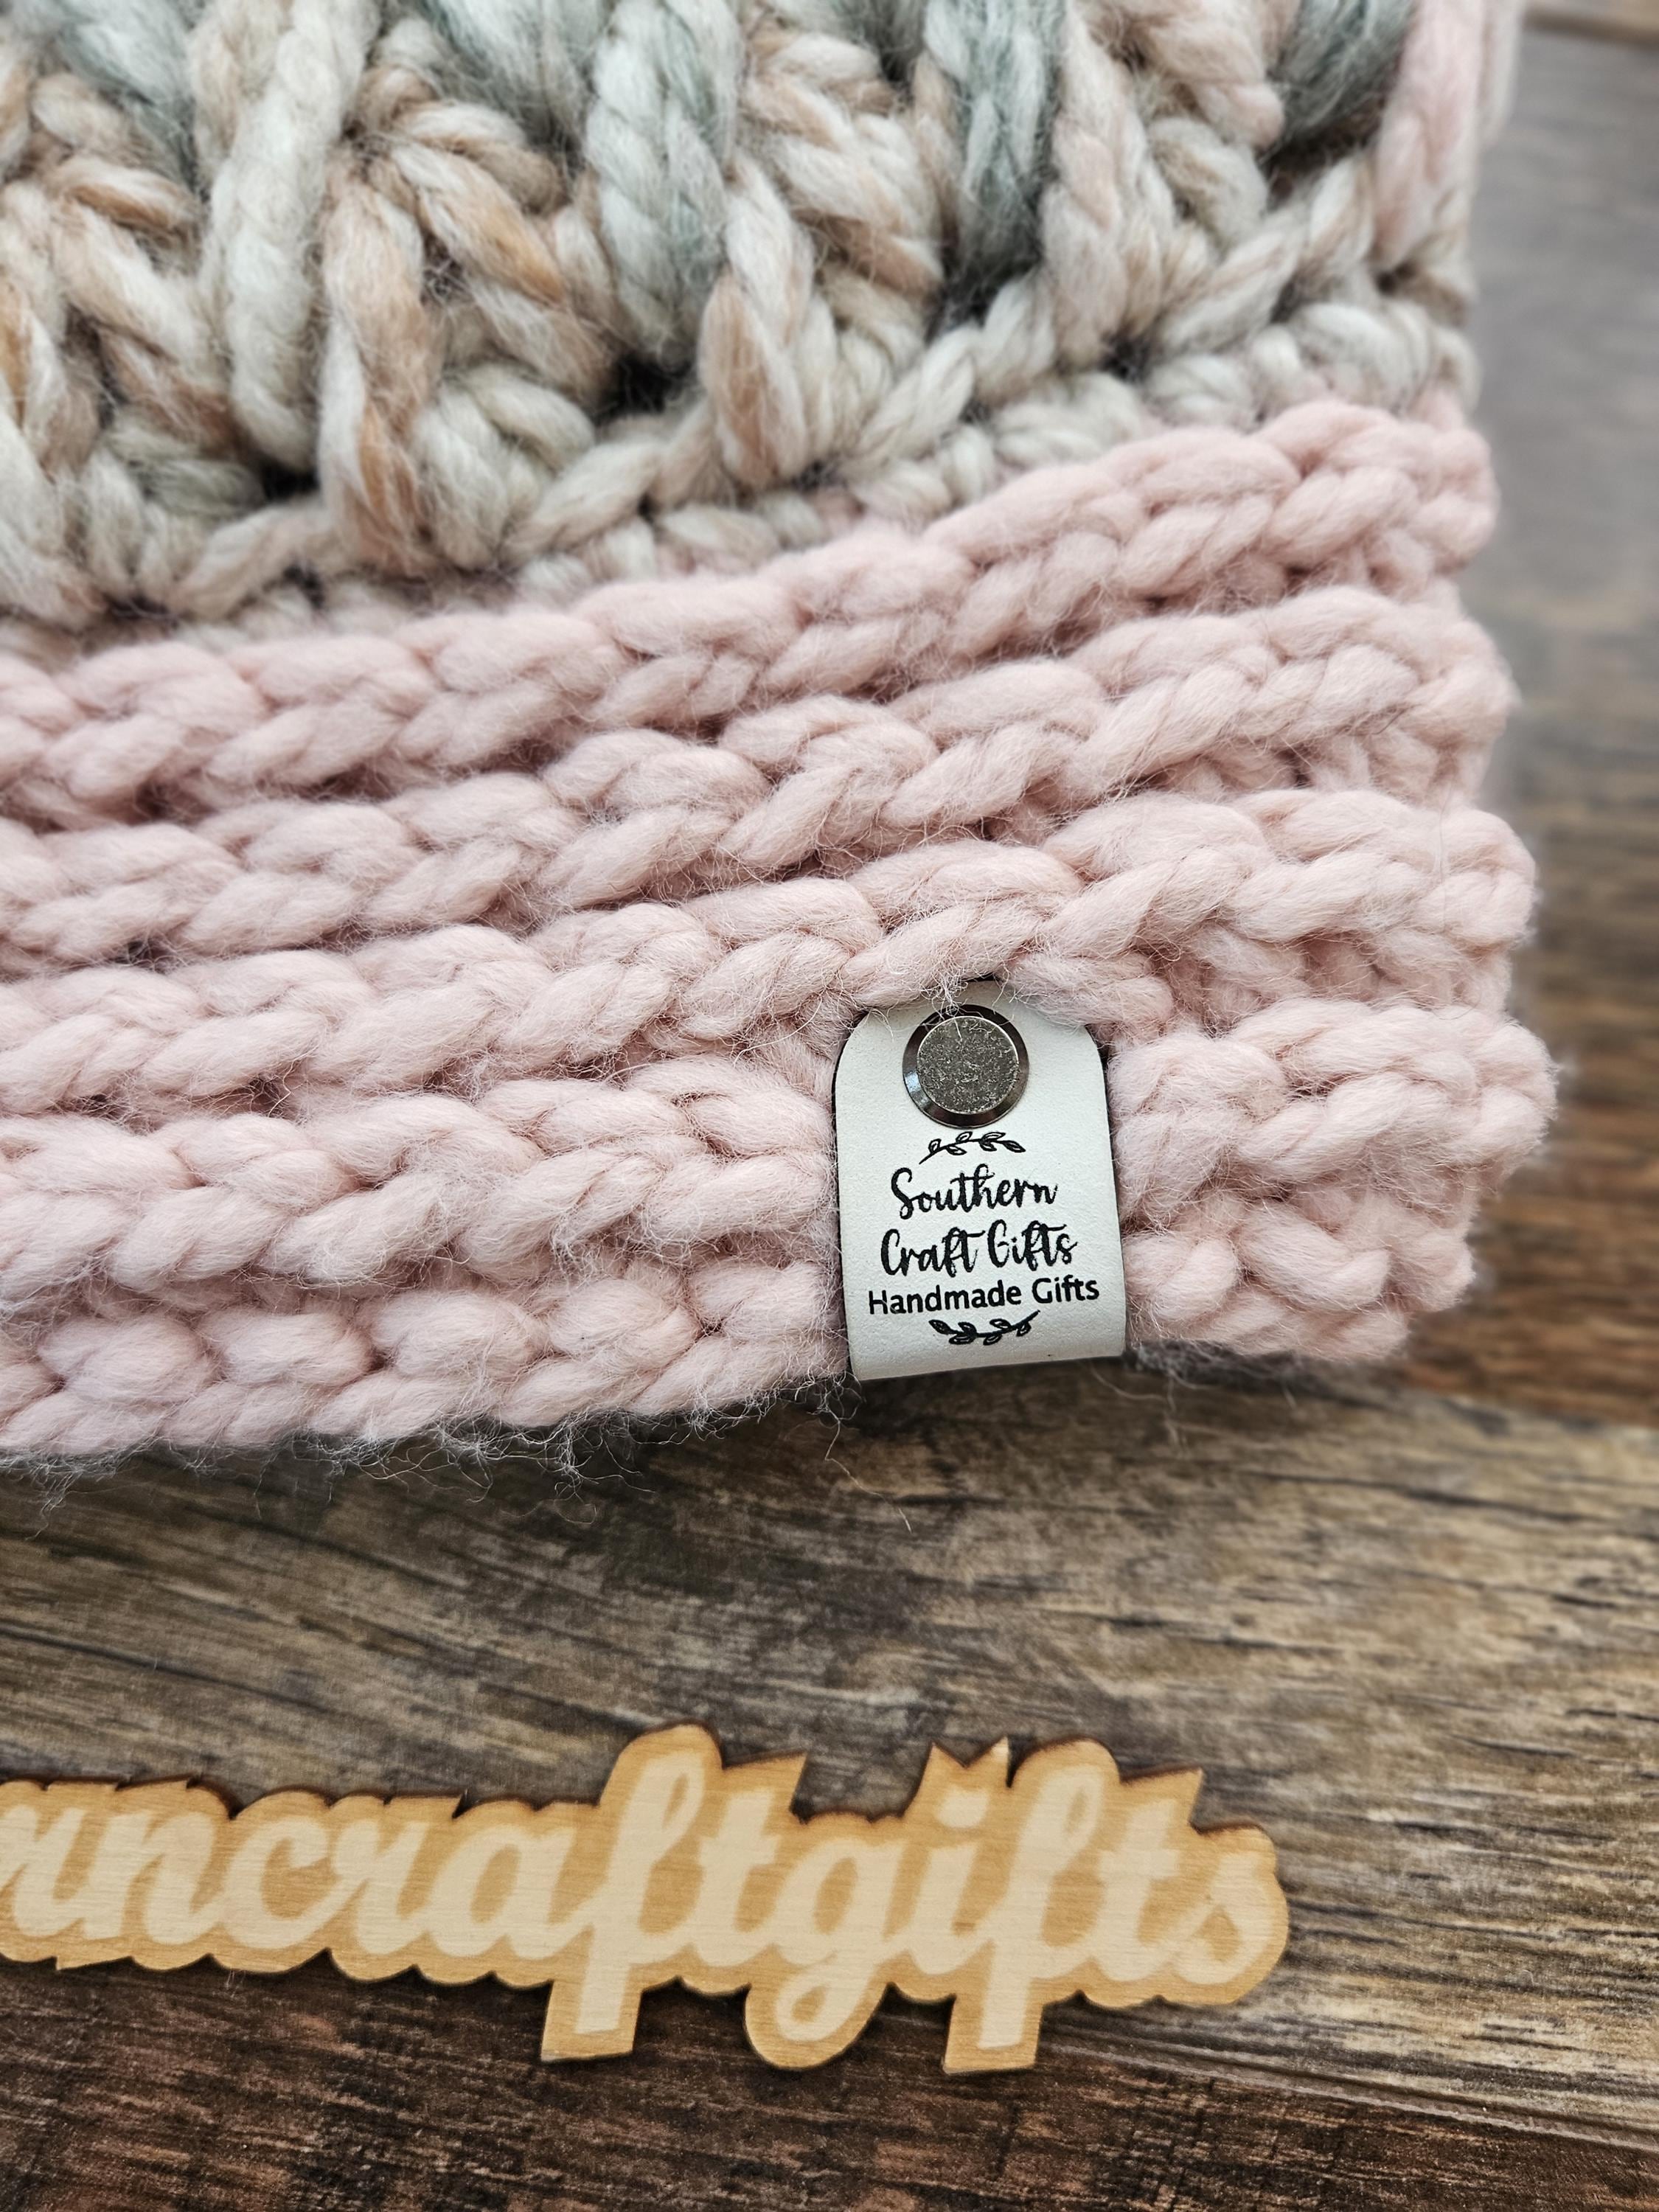 Southern
Craft Gifts
Handmade Gifts
rncraftgifts